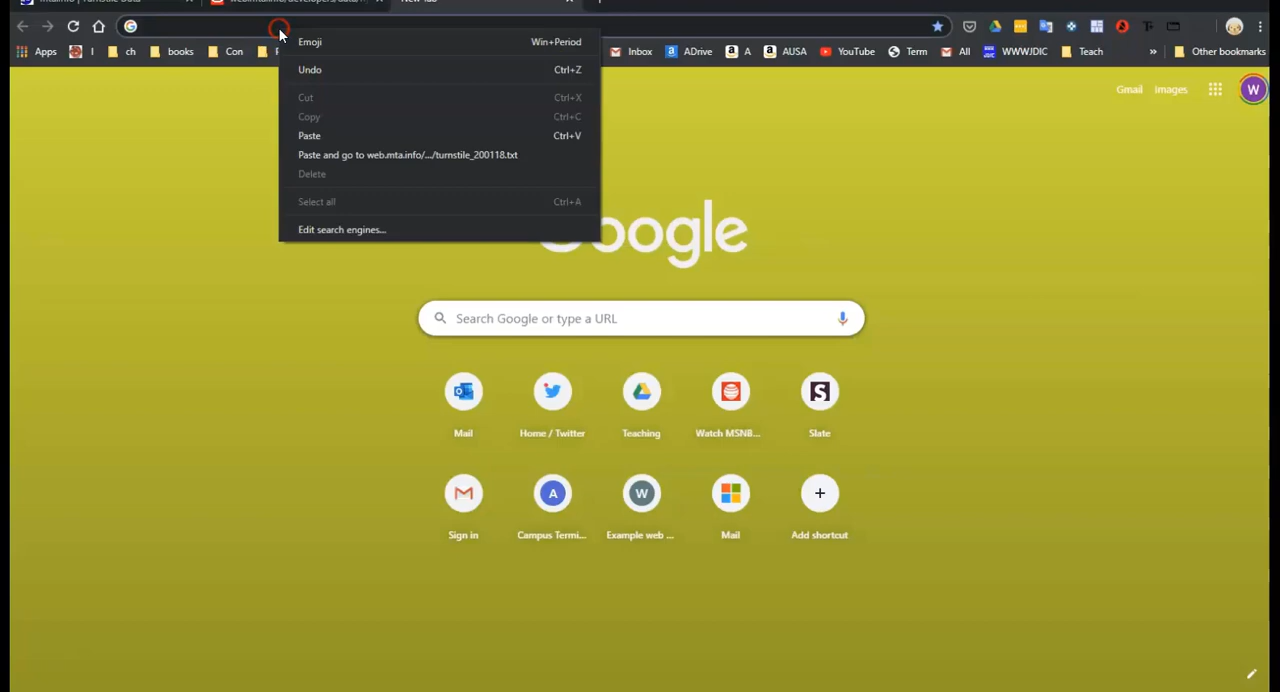 Apps
I
ch
books
Con
Inbox
ADrive
A
AUSA
YouTube
Term
All
WWWJDIC
Teach
»
Other bookmarks
Emoji Win+Period
Undo Ctrl+Z
Cut Ctrl+X
Copy Ctrl+C
Paste Ctrl+V
Paste and go to web.mta.info/.../turnstile_200118.txt
Delete
Select all Ctrl+A
Edit search engines...
Gmail Images
W
Google
Search Google or type a URL
Mail
Home / Twitter
Teaching
Watch MSNB...
Slate
Sign in
Campus Termi...
Example web ...
Mail
Add shortcut